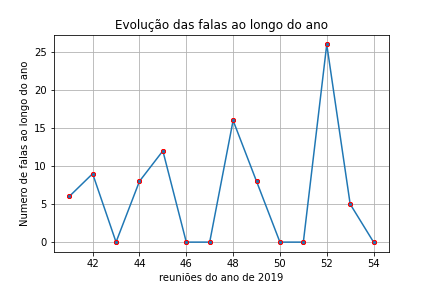 Evolução das falas ao longo do ano
Numero de falas ao longo do ano
25
20
15
10
5
0
42 44 46 48 50 52 54
reuniões do ano de 2019